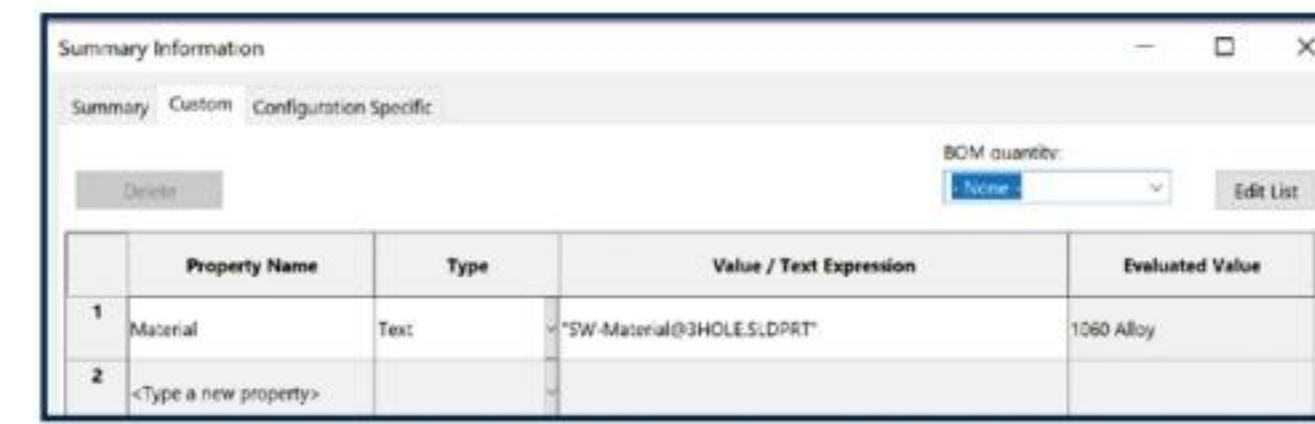 Summary Information
Summary Custom Configuration Specific
BOM quantity:
Delete - None - Edit List
Property Name Type Value / Text Expression Evaluated Value
1 Material Text "SW-Material@3HOLE.SLDPRT" 1060 Alloy
2 <Type a new property>